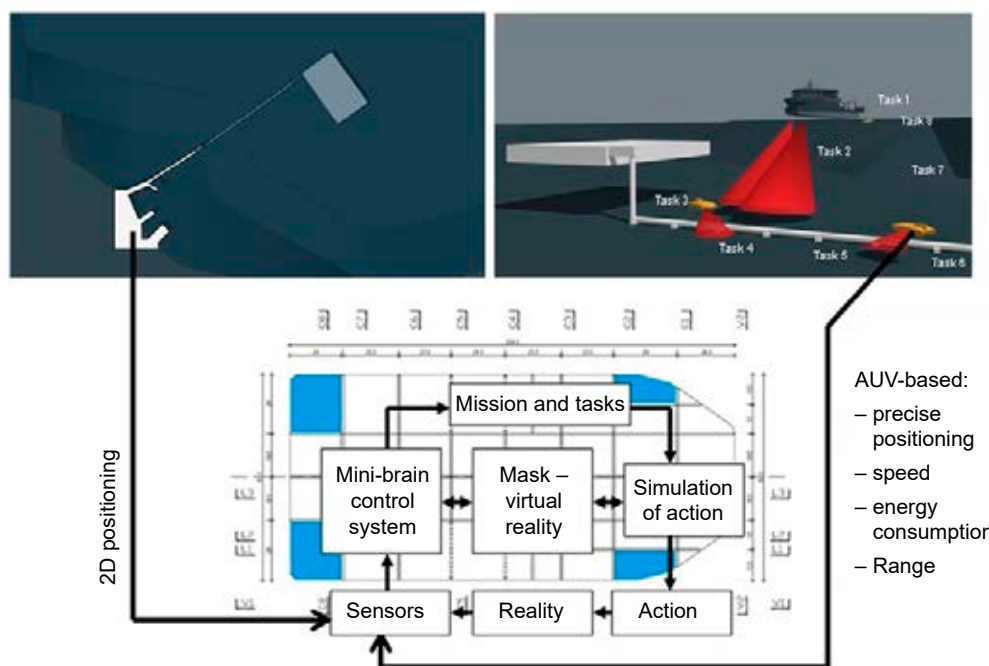 Task 1
Task 8
Task 2
Task 7
Task 3
Task 4
Task 5
Task 6
2D positioning
Mission and tasks
Mini-brain
control
system
Mask –
virtual
reality
Simulation
of action
Sensors
Reality
Action
AUV-based:
– precise
positioning
– speed
– energy
consumption
– Range